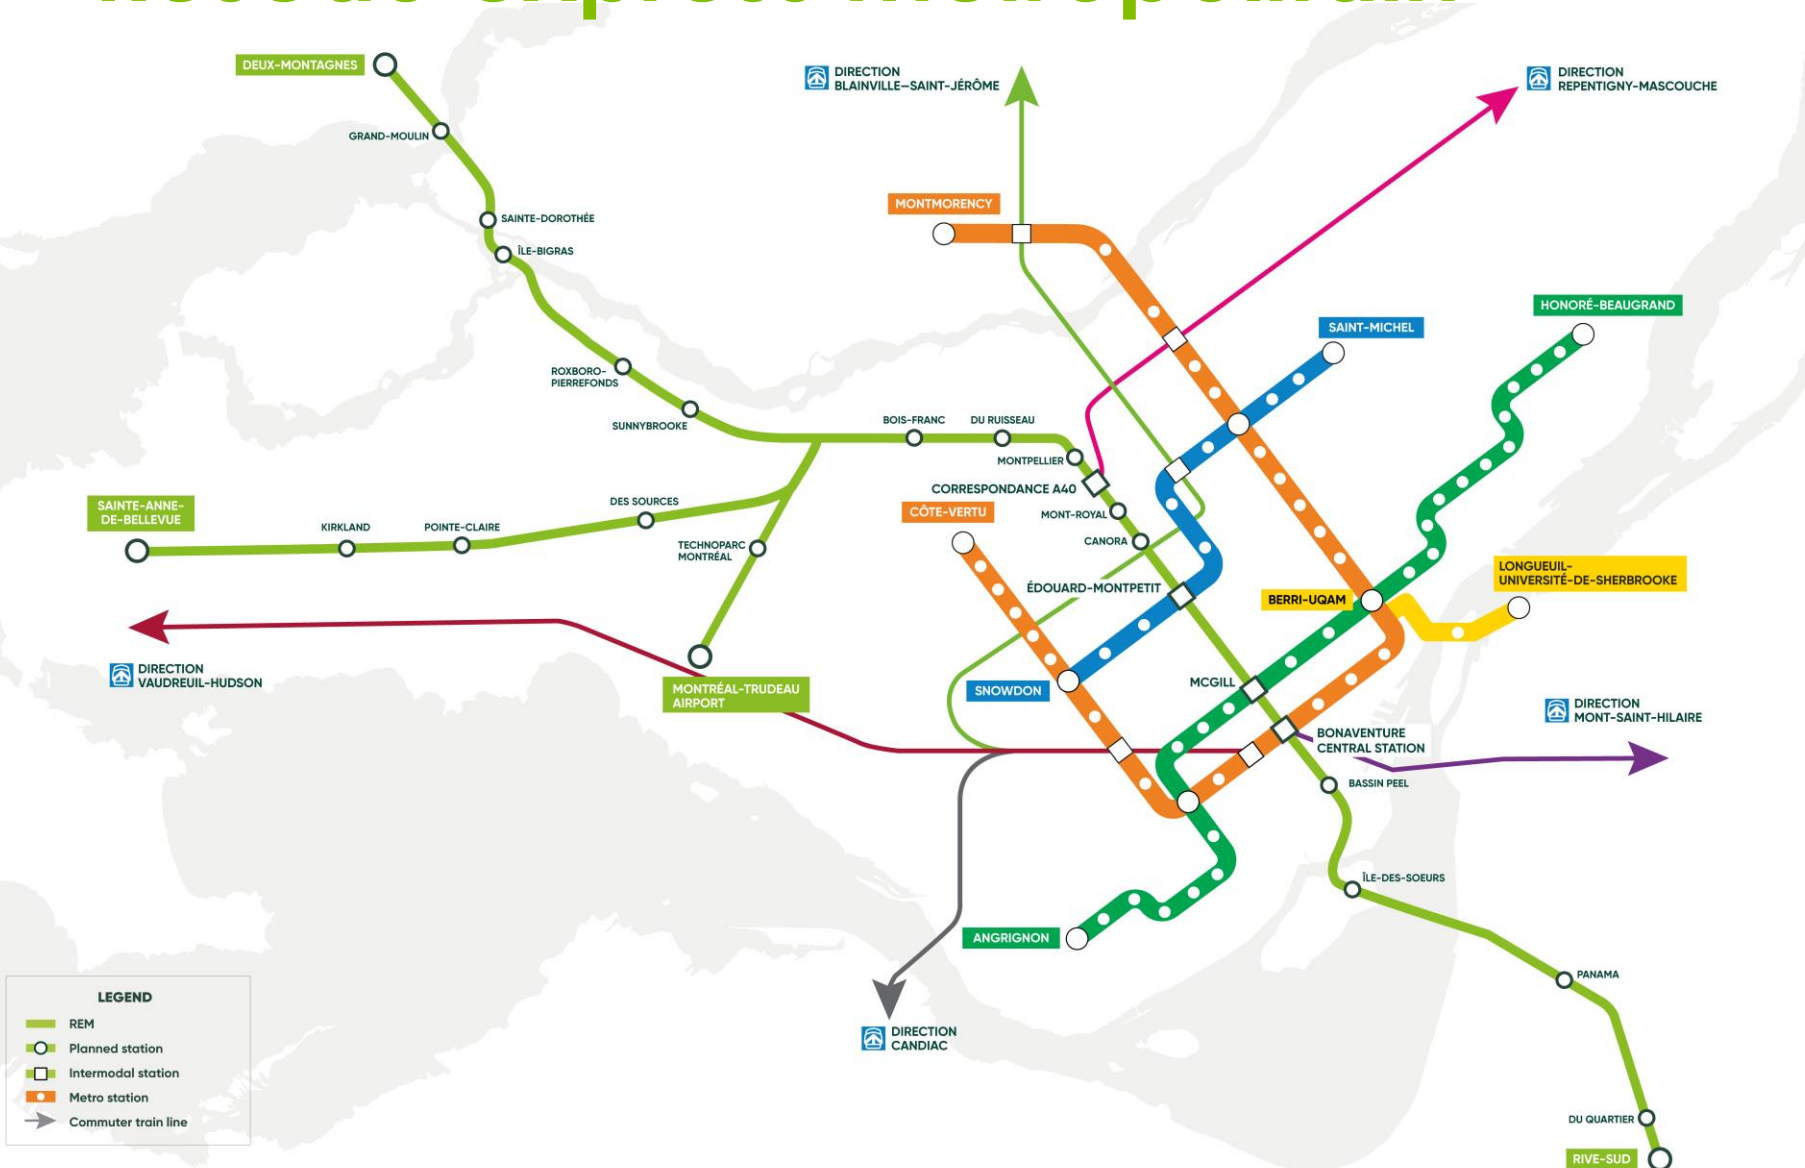 réseau express métropolitain
DEUX-MONTAGNES
DIRECTION
BLAINVILLE–SAINT-JÉRÔME
DIRECTION
REPENTIGNY-MASCOUCHE
GRAND-MOULIN
MONTMORENCY
SAINTE-DOROTHÉE
ÎLE-BIGRAS
HONORÉ-BEAUGRAND
SAINT-MICHEL
ROXBORO-
PIERREFONDS
SUNNYBROOKE
BOIS-FRANC
DU RUISSEAU
MONTPELLIER
CORRESPONDANCE A40
SAINTE-ANNE-
DE-BELLEVUE
KIRKLAND
POINTE-CLAIRE
DES SOURCES
CÔTE-VERTU
MONT-ROYAL
CANORA
TECHNOPARC
MONTRÉAL
ÉDOUARD-MONTPETIT
BERRI-UQAM
LONGUEUIL-
UNIVERSITÉ-DE-SHERBROOKE
DIRECTION
VAUDREUIL-HUDSON
MONTRÉAL-TRUDEAU
AIRPORT
SNOWDON
MCGILL
DIRECTION
MONT-SAINT-HILAIRE
BONAVENTURE
CENTRAL STATION
BASSIN PEEL
ÎLE-DES-SOEURS
ANGRIGNON
PANAMA
DIRECTION
CANDIAC
DU QUARTIER
RIVE-SUD
LEGEND
REM
Planned station
Intermodal station
Metro station
Commuter train line